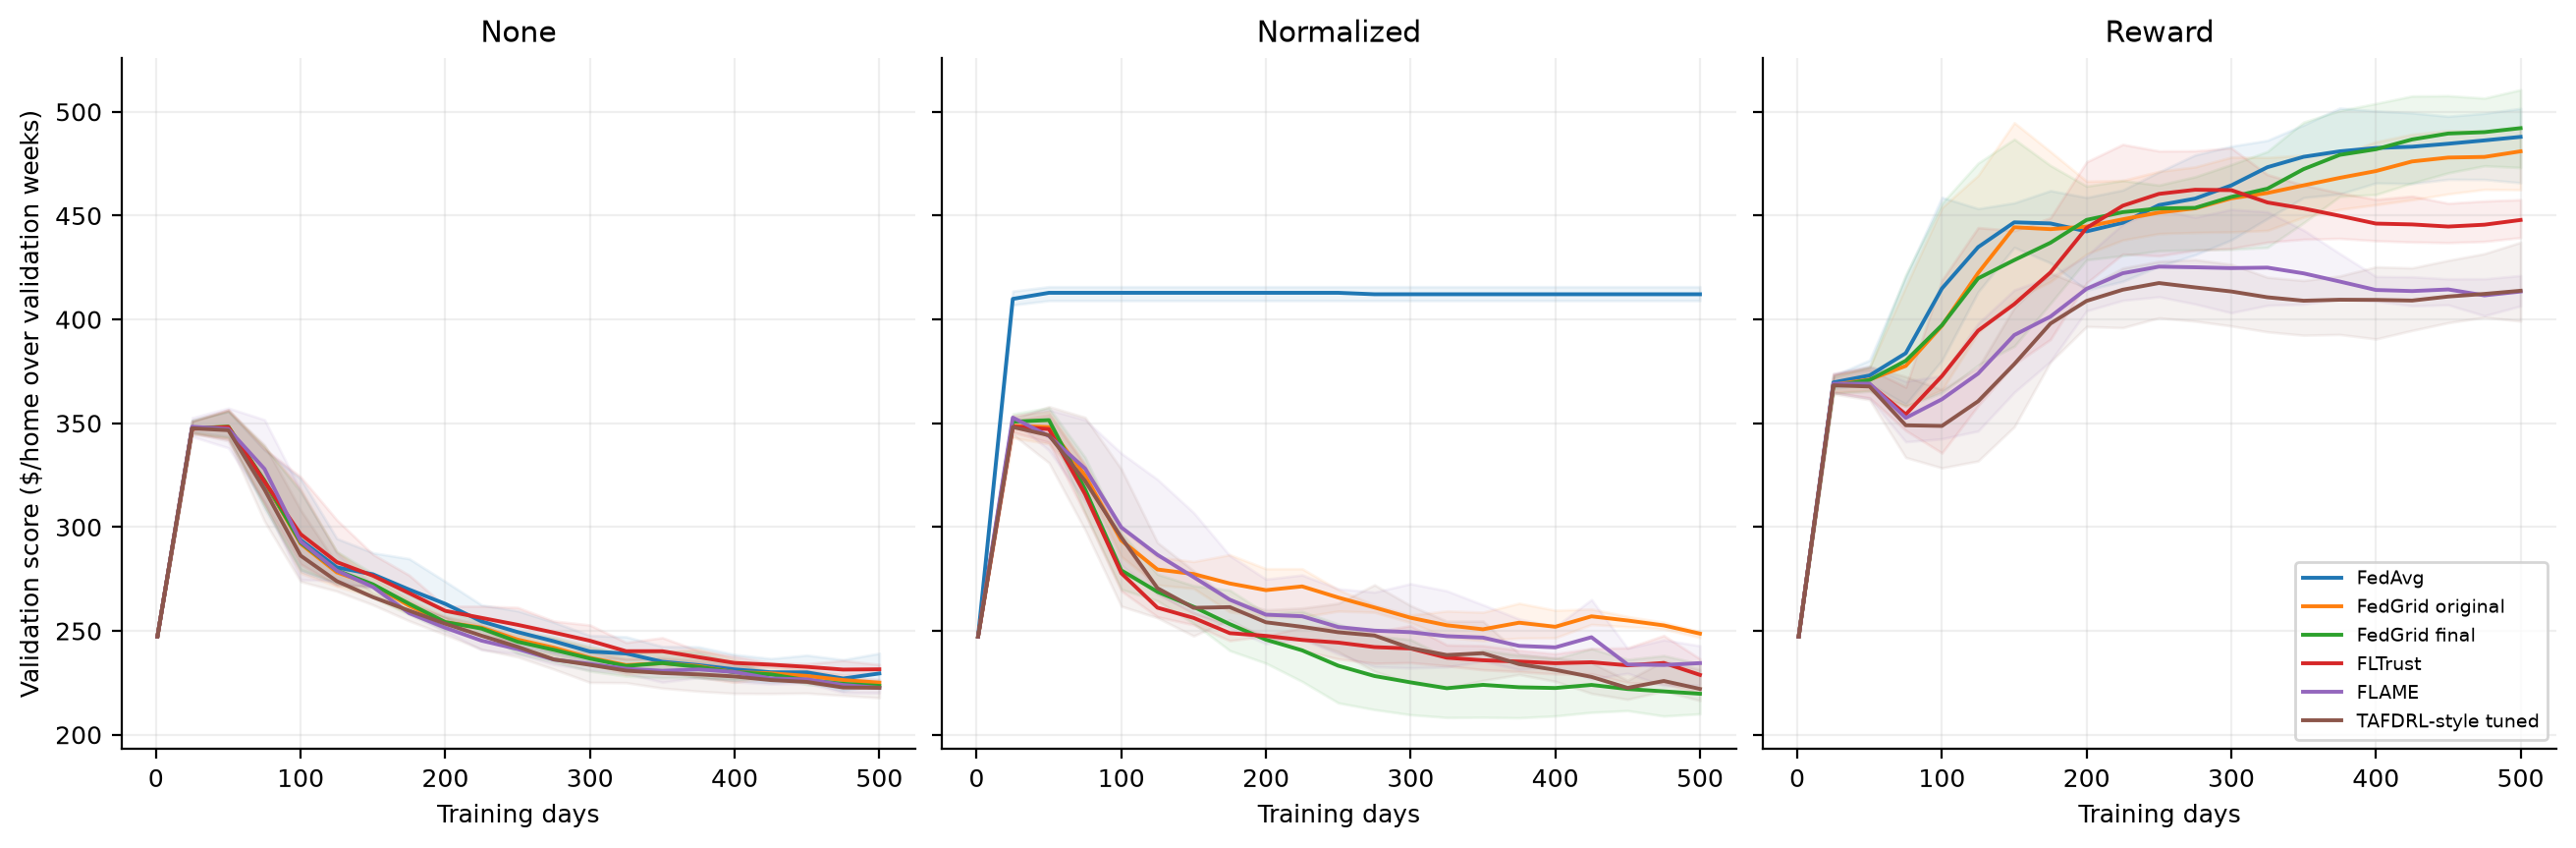 None
Normalized
Reward
Validation score ($/home over validation weeks)
500
450
400
350
300
250
200
0 100 200 300 400 500
0 100 200 300 400 500
0 100 200 300 400 500
Training days
Training days
Training days
FedAvg
FedGrid original
FedGrid final
FLTrust
FLAME
TAFDRL-style tuned